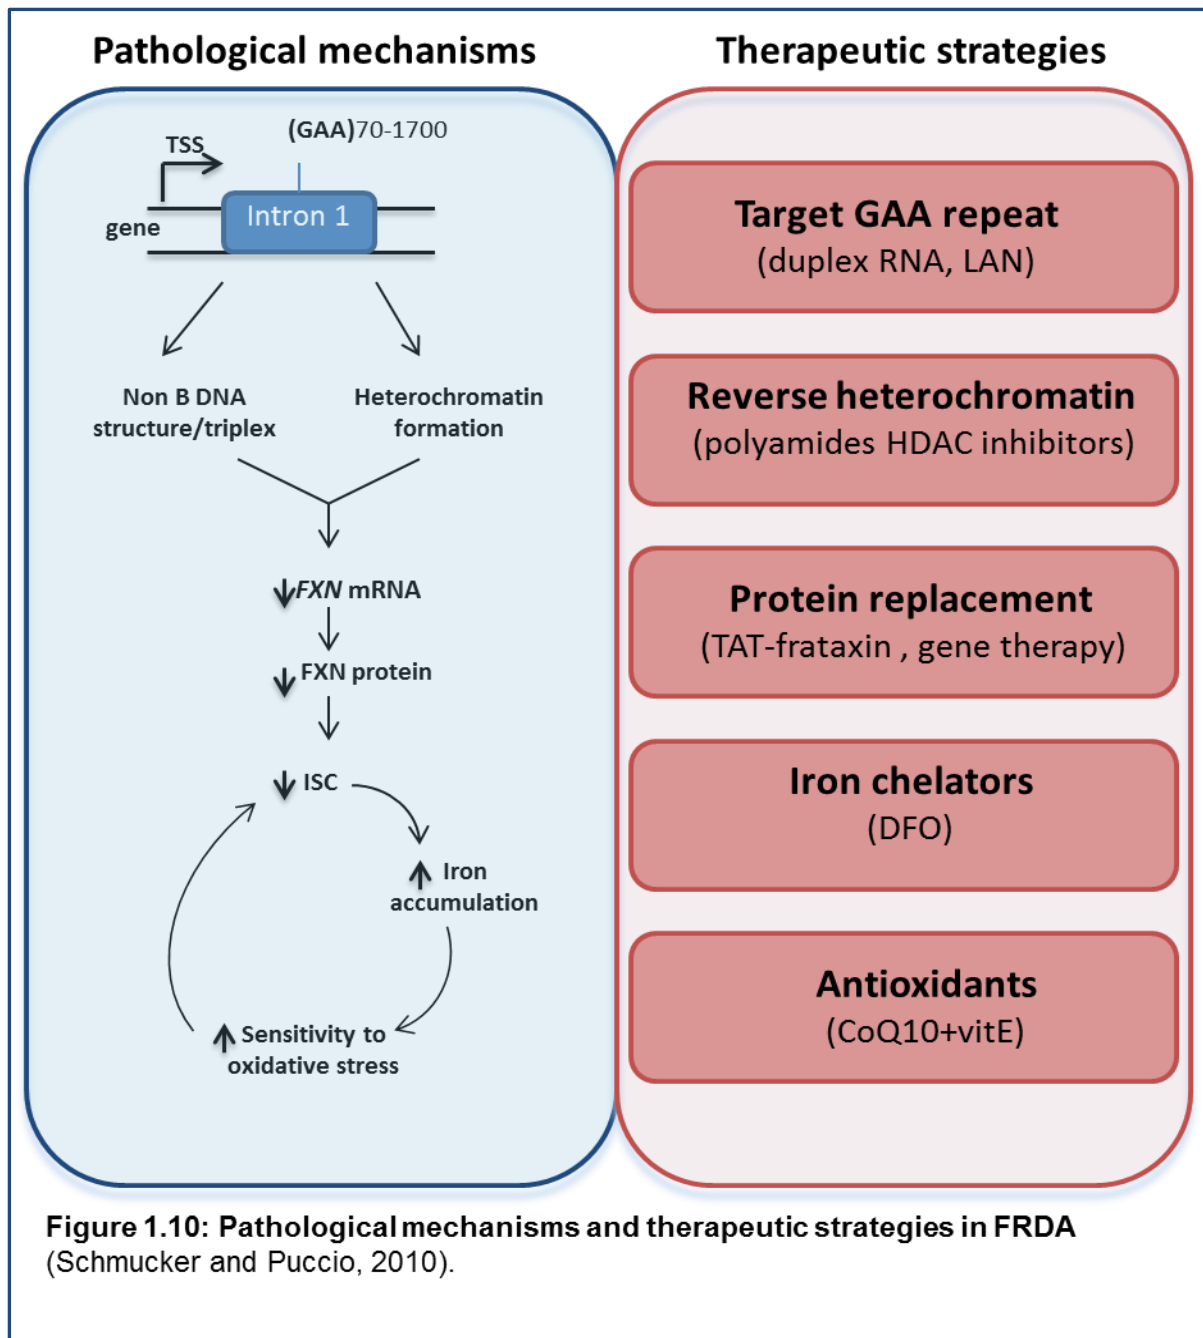 Pathological mechanisms
Therapeutic strategies
(GAA)70-1700
TSS
gene
Intron 1
Non B DNA
structure/triplex
Heterochromatin
formation
FXN mRNA
FXN protein
ISC
Iron
accumulation
Sensitivity to
oxidative stress
Target GAA repeat
(duplex RNA, LAN)
Reverse heterochromatin
(polyamides HDAC inhibitors)
Protein replacement
(TAT-frataxin , gene therapy)
Iron chelators
(DFO)
Antioxidants
(CoQ10+vitE)
Figure 1.10: Pathological mechanisms and therapeutic strategies in FRDA
(Schmucker and Puccio, 2010).